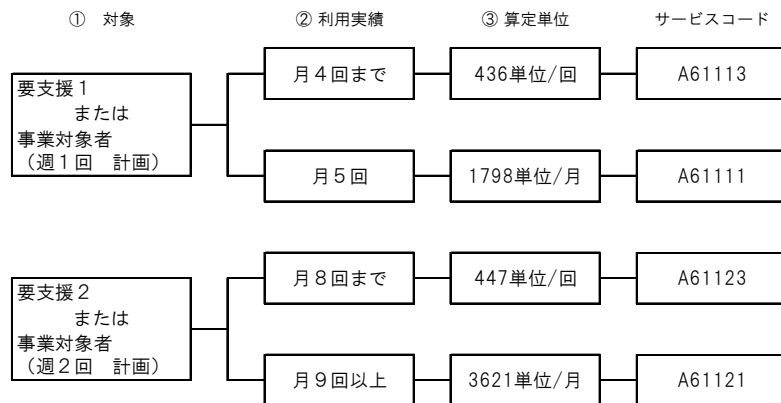 ① 対象 ② 利用実績 ③ 算定単位 サービスコード
月4回まで 436単位/回 A61113
要支援1
または
事業対象者
(週1回 計画)
月5回 1798単位/月 A61111
月8回まで 447単位/回 A61123
要支援2
または
事業対象者
(週2回 計画)
月9回以上 3621単位/月 A61121